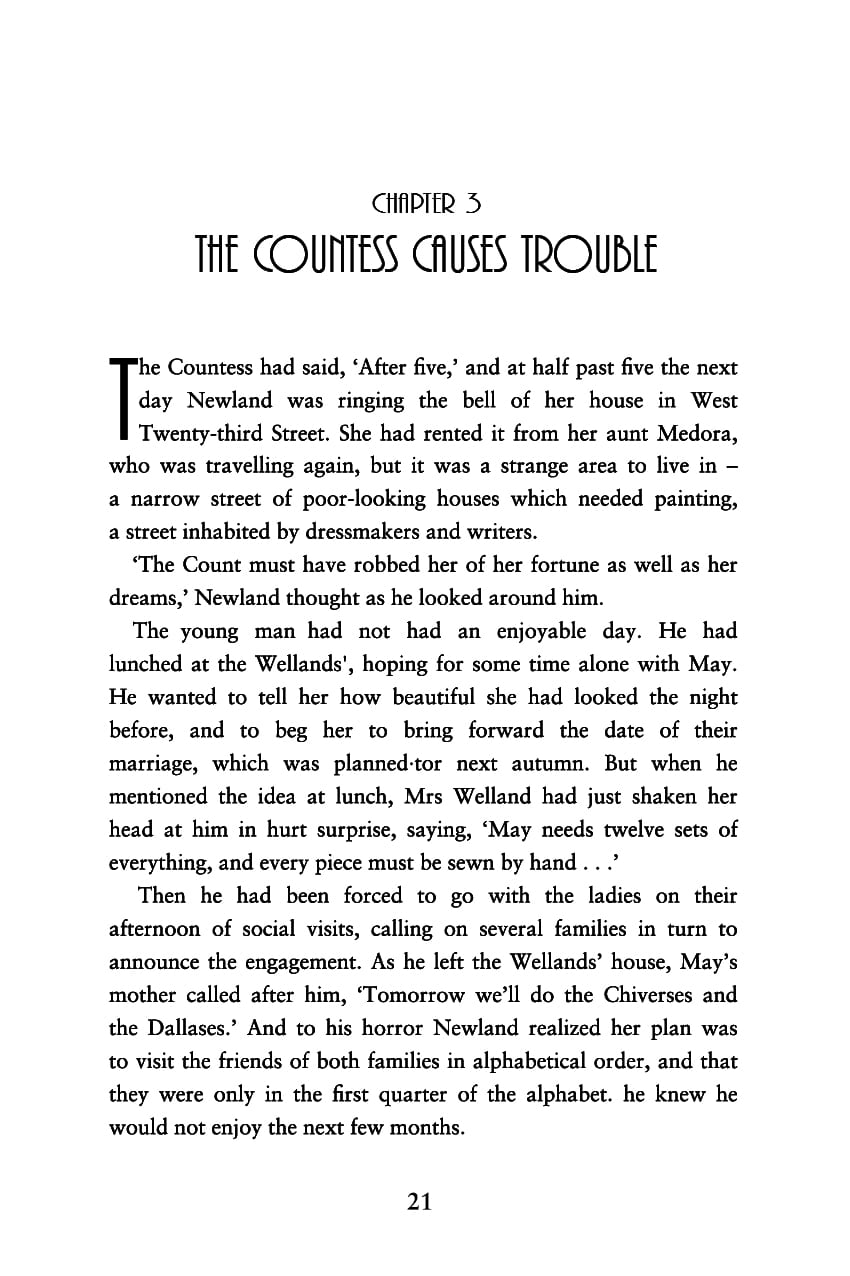 CHAPTER 3
THE COUNTESS CAUSES TROUBLE
The Countess had said, ‘After five,’ and at half past five the next
day Newland was ringing the bell of her house in West
Twenty-third Street. She had rented it from her aunt Medora,
who was travelling again, but it was a strange area to live in –
a narrow street of poor-looking houses which needed painting,
a street inhabited by dressmakers and writers.
‘The Count must have robbed her of her fortune as well as her
dreams,’ Newland thought as he looked around him.
The young man had not had an enjoyable day. He had
lunched at the Wellands', hoping for some time alone with May.
He wanted to tell her how beautiful she had looked the night
before, and to beg her to bring forward the date of their
marriage, which was planned·tor next autumn. But when he
mentioned the idea at lunch, Mrs Welland had just shaken her
head at him in hurt surprise, saying, ‘May needs twelve sets of
everything, and every piece must be sewn by hand . . .’
Then he had been forced to go with the ladies on their
afternoon of social visits, calling on several families in turn to
announce the engagement. As he left the Wellands’ house, May’s
mother called after him, ‘Tomorrow we’ll do the Chiverses and
the Dallases.’ And to his horror Newland realized her plan was
to visit the friends of both families in alphabetical order, and that
they were only in the first quarter of the alphabet. he knew he
would not enjoy the next few months.
21